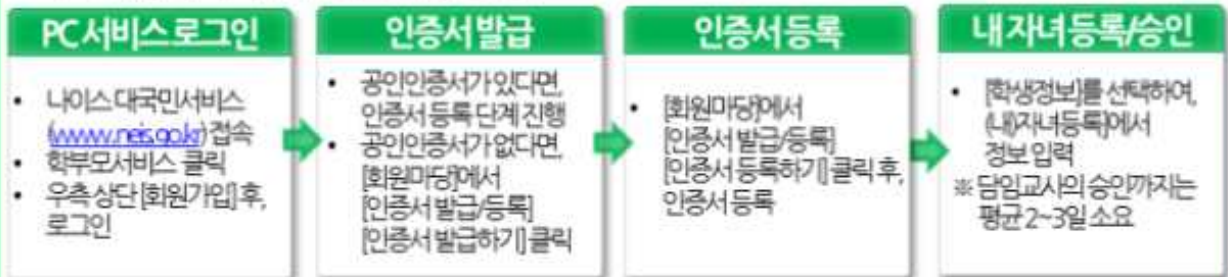 PC서비스로그인
• 나이스 대국민서비스
(www.neis.go.kr) 접속
• 학부모서비스 클릭
• 우측 상단 [회원가입] 후,
로그인
인증서 발급
• 공인인증서가 있다면,
인증서 등록 단계 진행
• 공인인증서가 없다면,
[회원마당]에서
[인증서 발급/등록]
[인증서 발급하기] 클릭
인증서 등록
• [회원마당]에서
[인증서 발급/등록]
[인증서 등록하기] 클릭 후,
인증서 등록
내 자녀 등록/승인
• [학생정보]를 선택하여,
(내)자녀등록]에서
정보 입력
※ 담임교사의 승인까지는
평균 2~3일 소요